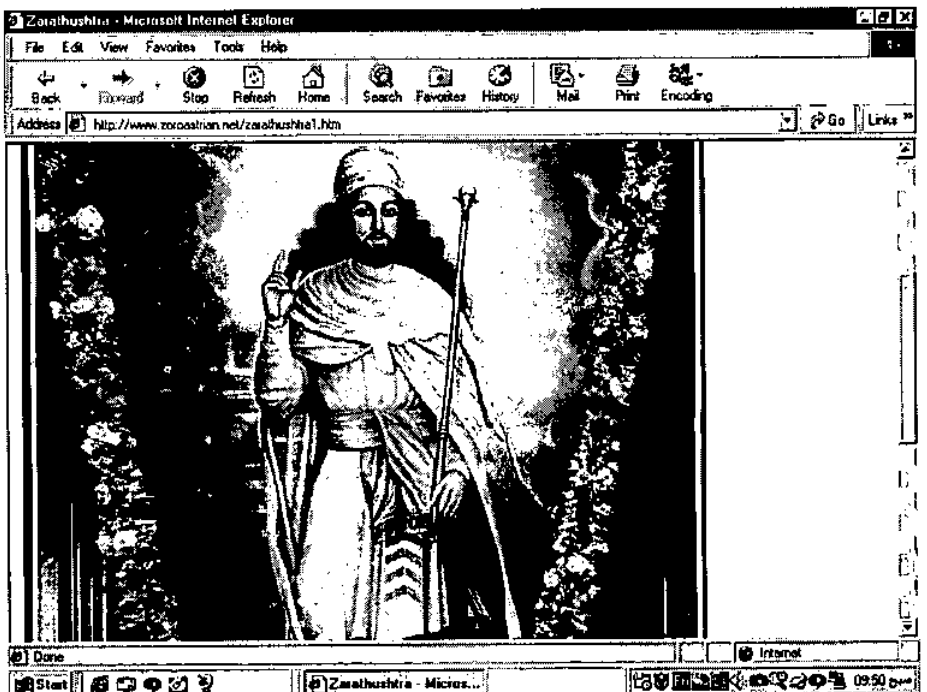 Zarathushtra - Microsoft Internet Explorer
File Edit View Favorites Tools Help
Back Forward Stop Refresh Home Search Favorites History Mail Print Encoding
Address http://www.zoroastrian.net/zarathushtra1.htm Go Links »
Done Internet
Start Zarathushtra - Micros... 09:50